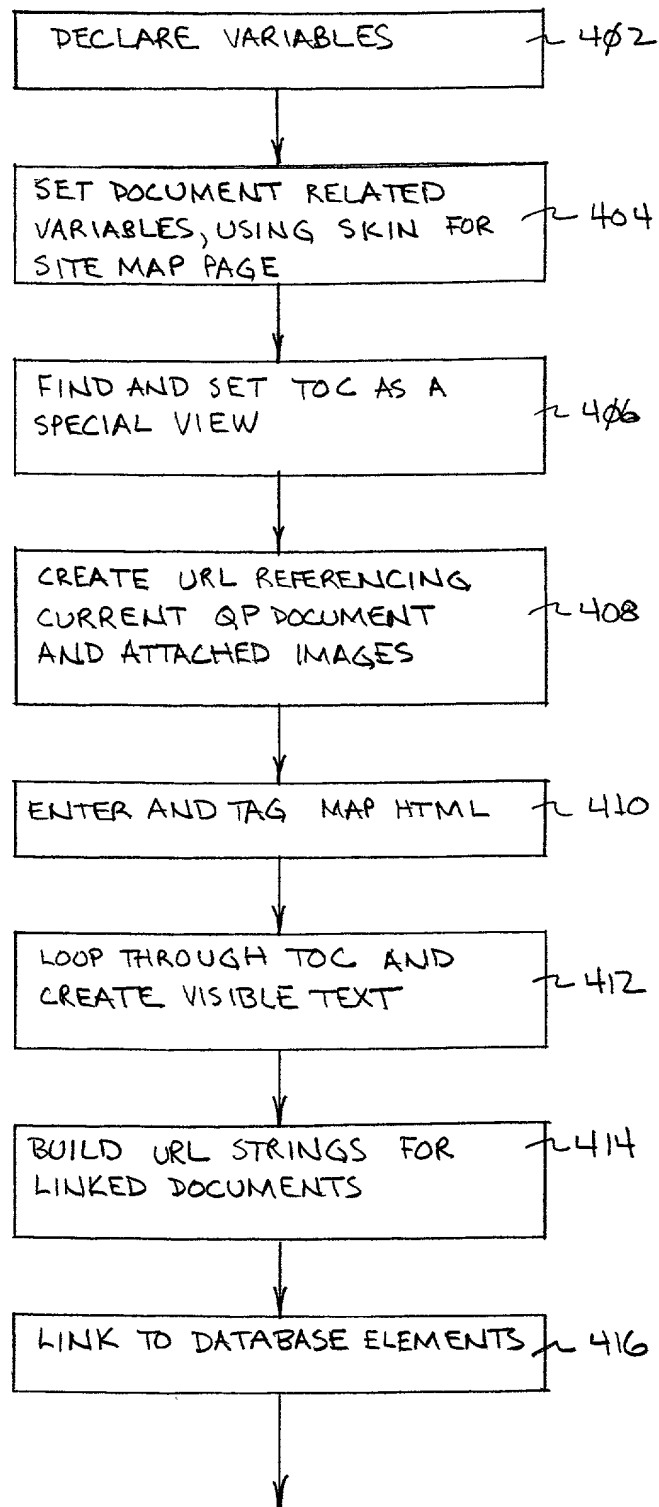 DECLARE VARIABLES 402
SET DOCUMENT RELATED
VARIABLES, USING SKIN FOR 404
SITE MAP PAGE
FIND AND SET TOC AS A
SPECIAL VIEW 406
CREATE URL REFERENCING
CURRENT QP DOCUMENT 408
AND ATTACHED IMAGES
ENTER AND TAG MAP HTML 410
LOOP THROUGH TOC AND
CREATE VISIBLE TEXT 412
BUILD URL STRINGS FOR 414
LINKED DOCUMENTS
LINK TO DATABASE ELEMENTS 416